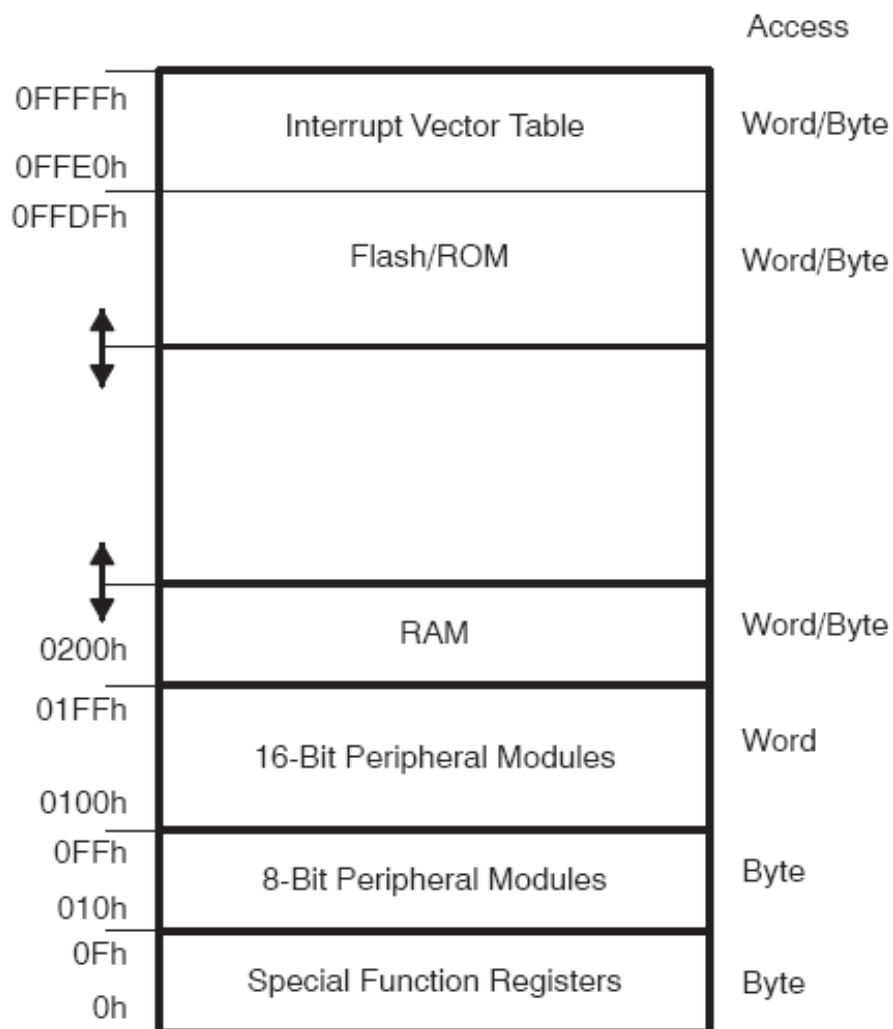 Access
0FFFFh
Interrupt Vector Table
Word/Byte
0FFE0h
0FFDFh
Flash/ROM
Word/Byte
RAM
Word/Byte
0200h
01FFh
16-Bit Peripheral Modules
Word
0100h
0FFh
8-Bit Peripheral Modules
Byte
010h
0Fh
Special Function Registers
Byte
0h